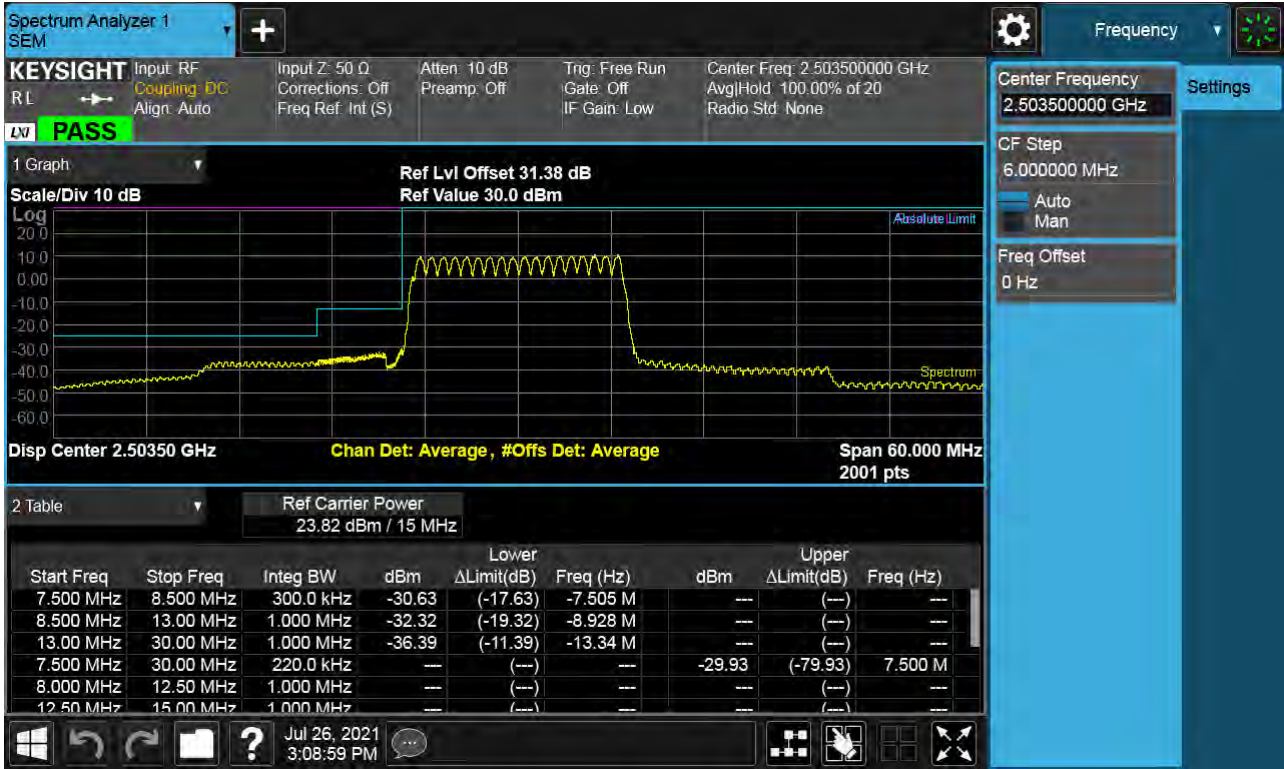 Spectrum Analyzer 1
SEM
+
Frequency
KEYSIGHT
RL
LXI
PASS
Input: RF
Coupling: DC
Align: Auto
Input Z: 50 Ω
Corrections: Off
Freq Ref: Int (S)
Atten: 10 dB
Preamp: Off
Trig: Free Run
Gate: Off
IF Gain: Low
Center Freq: 2.503500000 GHz
Avg|Hold: 100.00% of 20
Radio Std: None
Center Frequency
2.503500000 GHz
Settings
CF Step
6.000000 MHz
Auto
Man
Freq Offset
0 Hz
1 Graph
Scale/Div 10 dB
Ref Lvl Offset 31.38 dB
Ref Value 30.0 dBm
Log
Absolute Limit
20.0
10.0
0.00
-10.0
-20.0
-30.0
-40.0
-50.0
-60.0
Spectrum
Disp Center 2.50350 GHz
Chan Det: Average, #Offs Det: Average
Span 60.000 MHz
2001 pts
2 Table
Ref Carrier Power
23.82 dBm / 15 MHz
Lower Upper
Start Freq Stop Freq Integ BW dBm ΔLimit(dB) Freq (Hz) dBm ΔLimit(dB) Freq (Hz)
7.500 MHz 8.500 MHz 300.0 kHz -30.63 (-17.63) -7.505 M --- (---) ---
8.500 MHz 13.00 MHz 1.000 MHz -32.32 (-19.32) -8.928 M --- (---) ---
13.00 MHz 30.00 MHz 1.000 MHz -36.39 (-11.39) -13.34 M --- (---) ---
7.500 MHz 30.00 MHz 220.0 kHz --- (---) --- -29.93 (-79.93) 7.500 M
8.000 MHz 12.50 MHz 1.000 MHz --- (---) --- --- (---) ---
12.50 MHz 15.00 MHz 1.000 MHz --- (---) --- --- (---) ---
?
Jul 26, 2021
3:08:59 PM